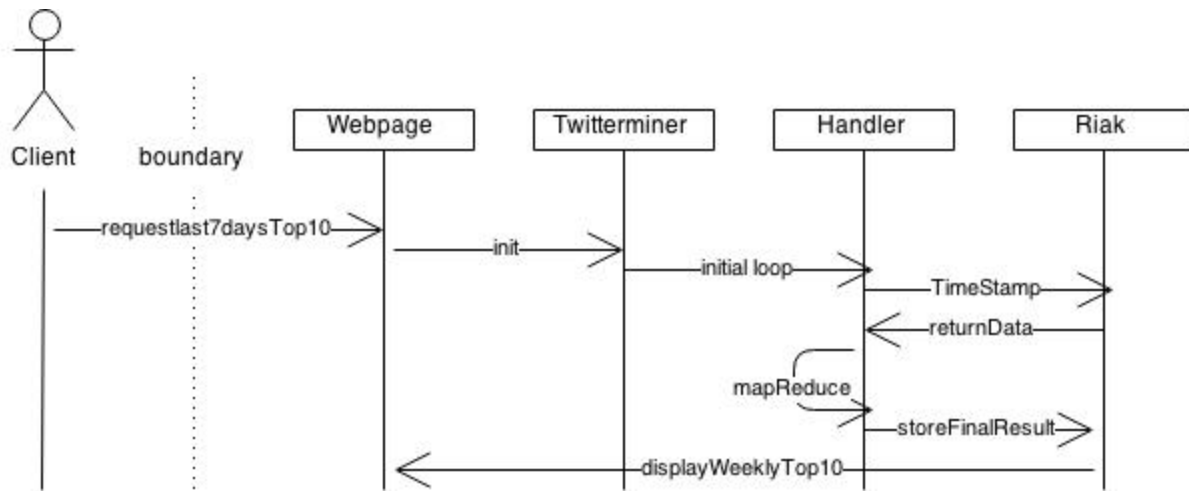 Webpage
Twitterminer
Handler
Riak
Client
boundary
requestlast7daysTop10
init
initial loop
TimeStamp
returnData
mapReduce
storeFinalResult
displayWeeklyTop10